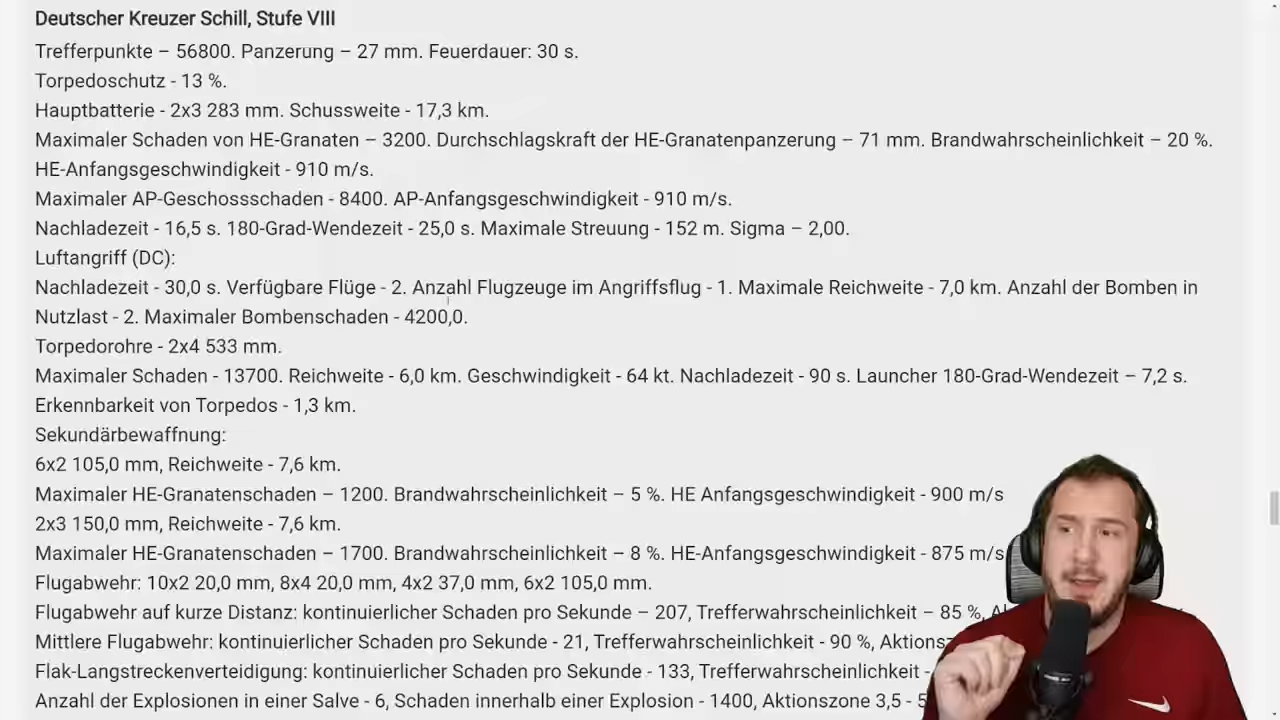 Deutscher Kreuzer Schill, Stufe VIII
Trefferpunkte – 56800. Panzerung – 27 mm. Feuerdauer: 30 s.
Torpedoschutz - 13 %.
Hauptbatterie - 2x3 283 mm. Schussweite - 17,3 km.
Maximaler Schaden von HE-Granaten – 3200. Durchschlagskraft der HE-Granatenpanzerung – 71 mm. Brandwahrscheinlichkeit – 20 %.
HE-Anfangsgeschwindigkeit - 910 m/s.
Maximaler AP-Geschossschaden - 8400. AP-Anfangsgeschwindigkeit - 910 m/s.
Nachladezeit - 16,5 s. 180-Grad-Wendezeit - 25,0 s. Maximale Streuung - 152 m. Sigma – 2,00.
Luftangriff (DC):
Nachladezeit - 30,0 s. Verfügbare Flüge - 2. Anzahl Flugzeuge im Angriffsflug - 1. Maximale Reichweite - 7,0 km. Anzahl der Bomben in
Nutzlast - 2. Maximaler Bombenschaden - 4200,0.
Torpedorohre - 2x4 533 mm.
Maximaler Schaden - 13700. Reichweite - 6,0 km. Geschwindigkeit - 64 kt. Nachladezeit - 90 s. Launcher 180-Grad-Wendezeit – 7,2 s.
Erkennbarkeit von Torpedos - 1,3 km.
Sekundärbewaffnung:
6x2 105,0 mm, Reichweite - 7,6 km.
Maximaler HE-Granatenschaden – 1200. Brandwahrscheinlichkeit – 5 %. HE Anfangsgeschwindigkeit - 900 m/s
2x3 150,0 mm, Reichweite - 7,6 km.
Maximaler HE-Granatenschaden – 1700. Brandwahrscheinlichkeit – 8 %. HE-Anfangsgeschwindigkeit - 875 m/s
Flugabwehr: 10x2 20,0 mm, 8x4 20,0 mm, 4x2 37,0 mm, 6x2 105,0 mm.
Flugabwehr auf kurze Distanz: kontinuierlicher Schaden pro Sekunde – 207, Trefferwahrscheinlichkeit – 85 %,
Mittlere Flugabwehr: kontinuierlicher Schaden pro Sekunde - 21, Trefferwahrscheinlichkeit - 90 %,
Flak-Langstreckenverteidigung: kontinuierlicher Schaden pro Sekunde - 133, Trefferwahrscheinlichkeit -
Anzahl der Explosionen in einer Salve - 6, Schaden innerhalb einer Explosion - 1400, Aktionszone 3,5 -